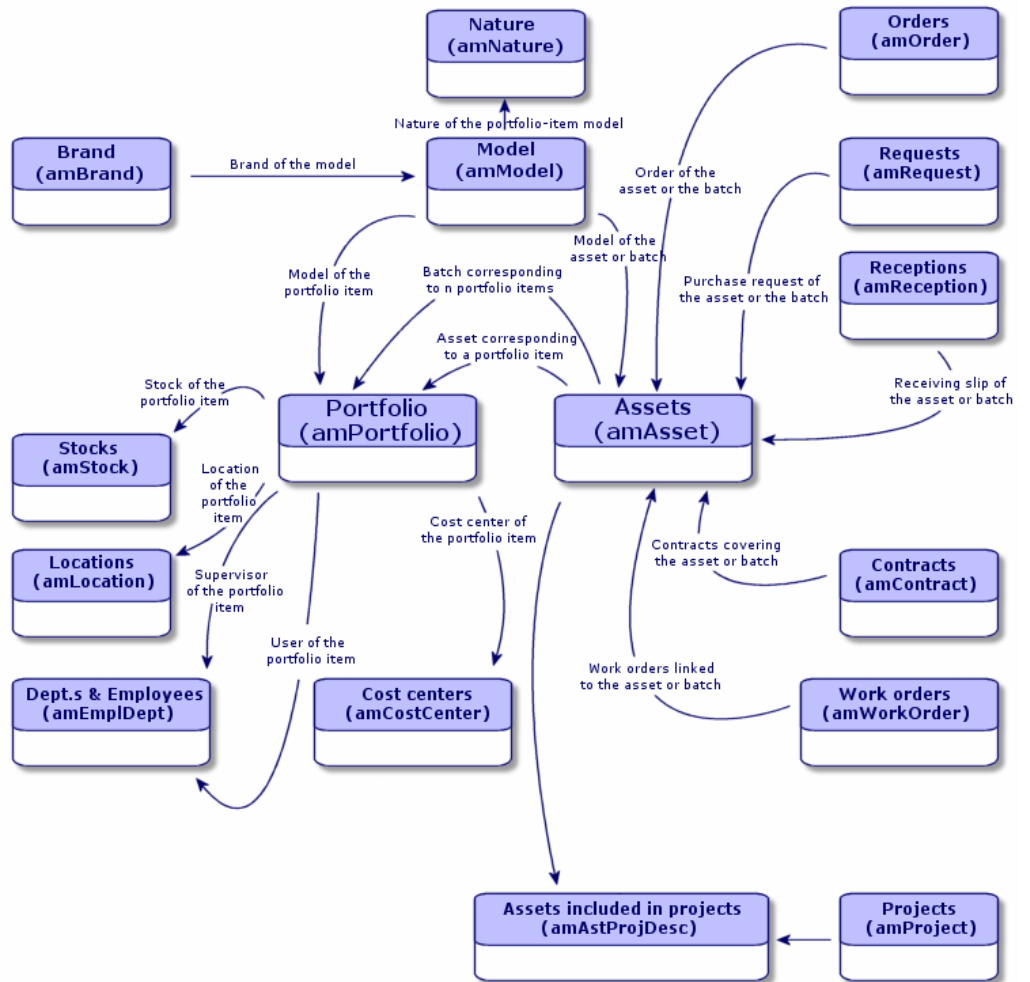 Nature
(amNature)
Orders
(amOrder)
Nature of the portfolio-item model
Brand
(amBrand)
Brand of the model
Model
(amModel)
Order of the
asset or the batch
Requests
(amRequest)
Model of the
asset or batch
Model of the
portfolio item
Batch corresponding
to n portfolio items
Purchase request of
the asset or the batch
Receptions
(amReception)
Asset corresponding
to a portfolio item
Stock of the
portfolio item
Receiving slip of
the asset or batch
Portfolio
(amPortfolio)
Assets
(amAsset)
Stocks
(amStock)
Location
of the
portfolio
item
Cost center of
the portfolio item
Contracts covering
the asset or batch
Locations
(amLocation)
Supervisor
of the portfolio
item
Contracts
(amContract)
User of the
portfolio item
Work orders linked
to the asset or batch
Dept.s & Employees
(amEmplDept)
Cost centers
(amCostCenter)
Work orders
(amWorkOrder)
Assets included in projects
(amAstProjDesc)
Projects
(amProject)